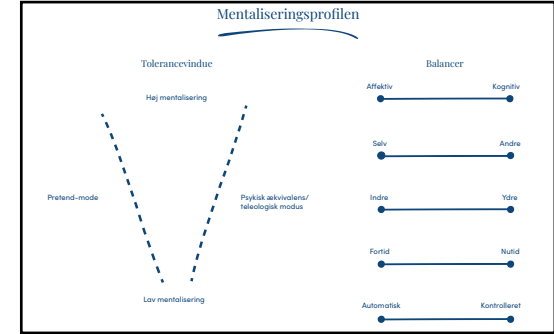 Mentaliseringsprofilen
Tolerancevindue
Balancer
Høj mentalisering
Pretend-mode
Psykisk ækvivalens/
teleologisk modus
Lav mentalisering
Affektiv Kognitiv
Selv Andre
Indre Ydre
Fortid Nutid
Automatisk Kontrolleret